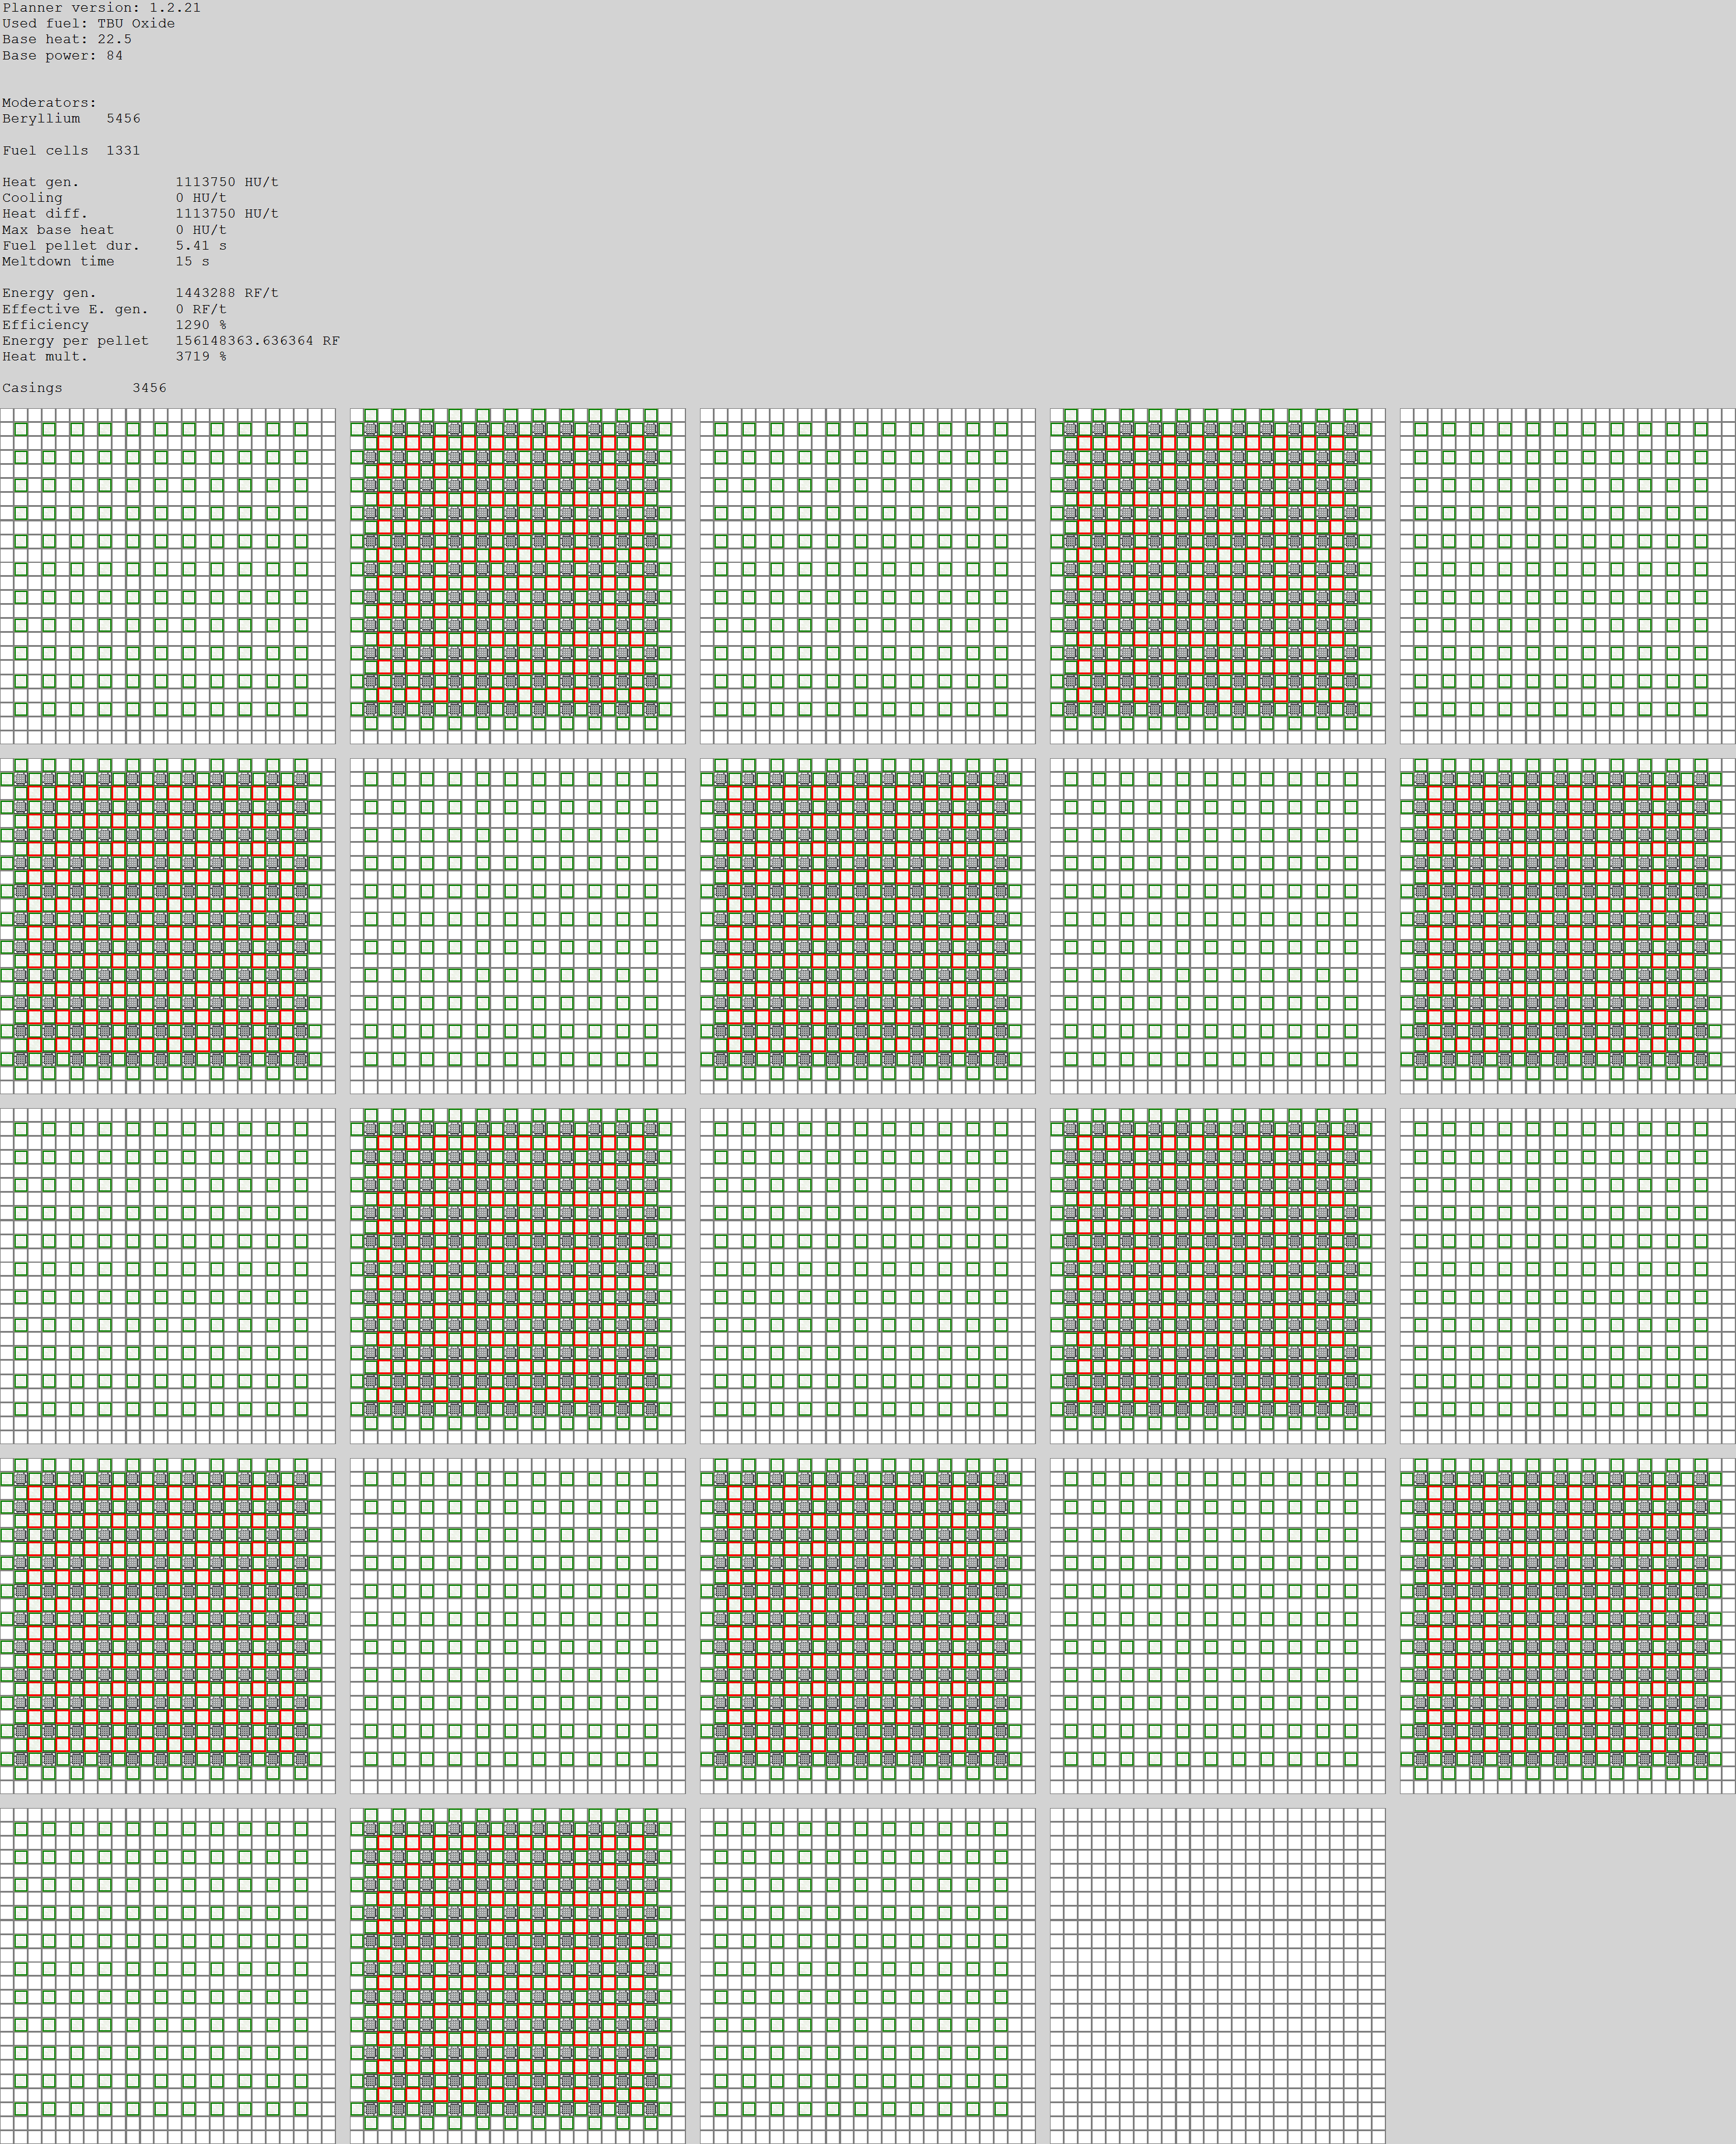 Planner version: 1.2.21
Used fuel: TBU Oxide
Base heat: 22.5
Base power: 84
Moderators:
Beryllium 5456
Fuel cells 1331
Heat gen. 1113750 HU/t
Cooling 0 HU/t
Heat diff. 1113750 HU/t
Max base heat 0 HU/t
Fuel pellet dur. 5.41 s
Meltdown time 15 s
Energy gen. 1443288 RF/t
Effective E. gen. 0 RF/t
Efficiency 1290 %
Energy per pellet 156148363.636364 RF
Heat mult. 3719 %
Casings 3456